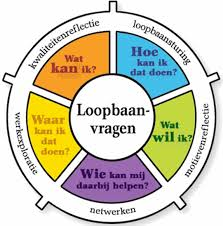 kwaliteitenreflectie
loopbaansturing
Wat
kan ik?
Hoe
kan ik
dat doen?
Loopbaan-
vragen
Waar
kan ik
dat doen?
Wat
wil ik?
Wie kan mij
daarbij helpen?
werkexploratie
motievenreflectie
netwerken